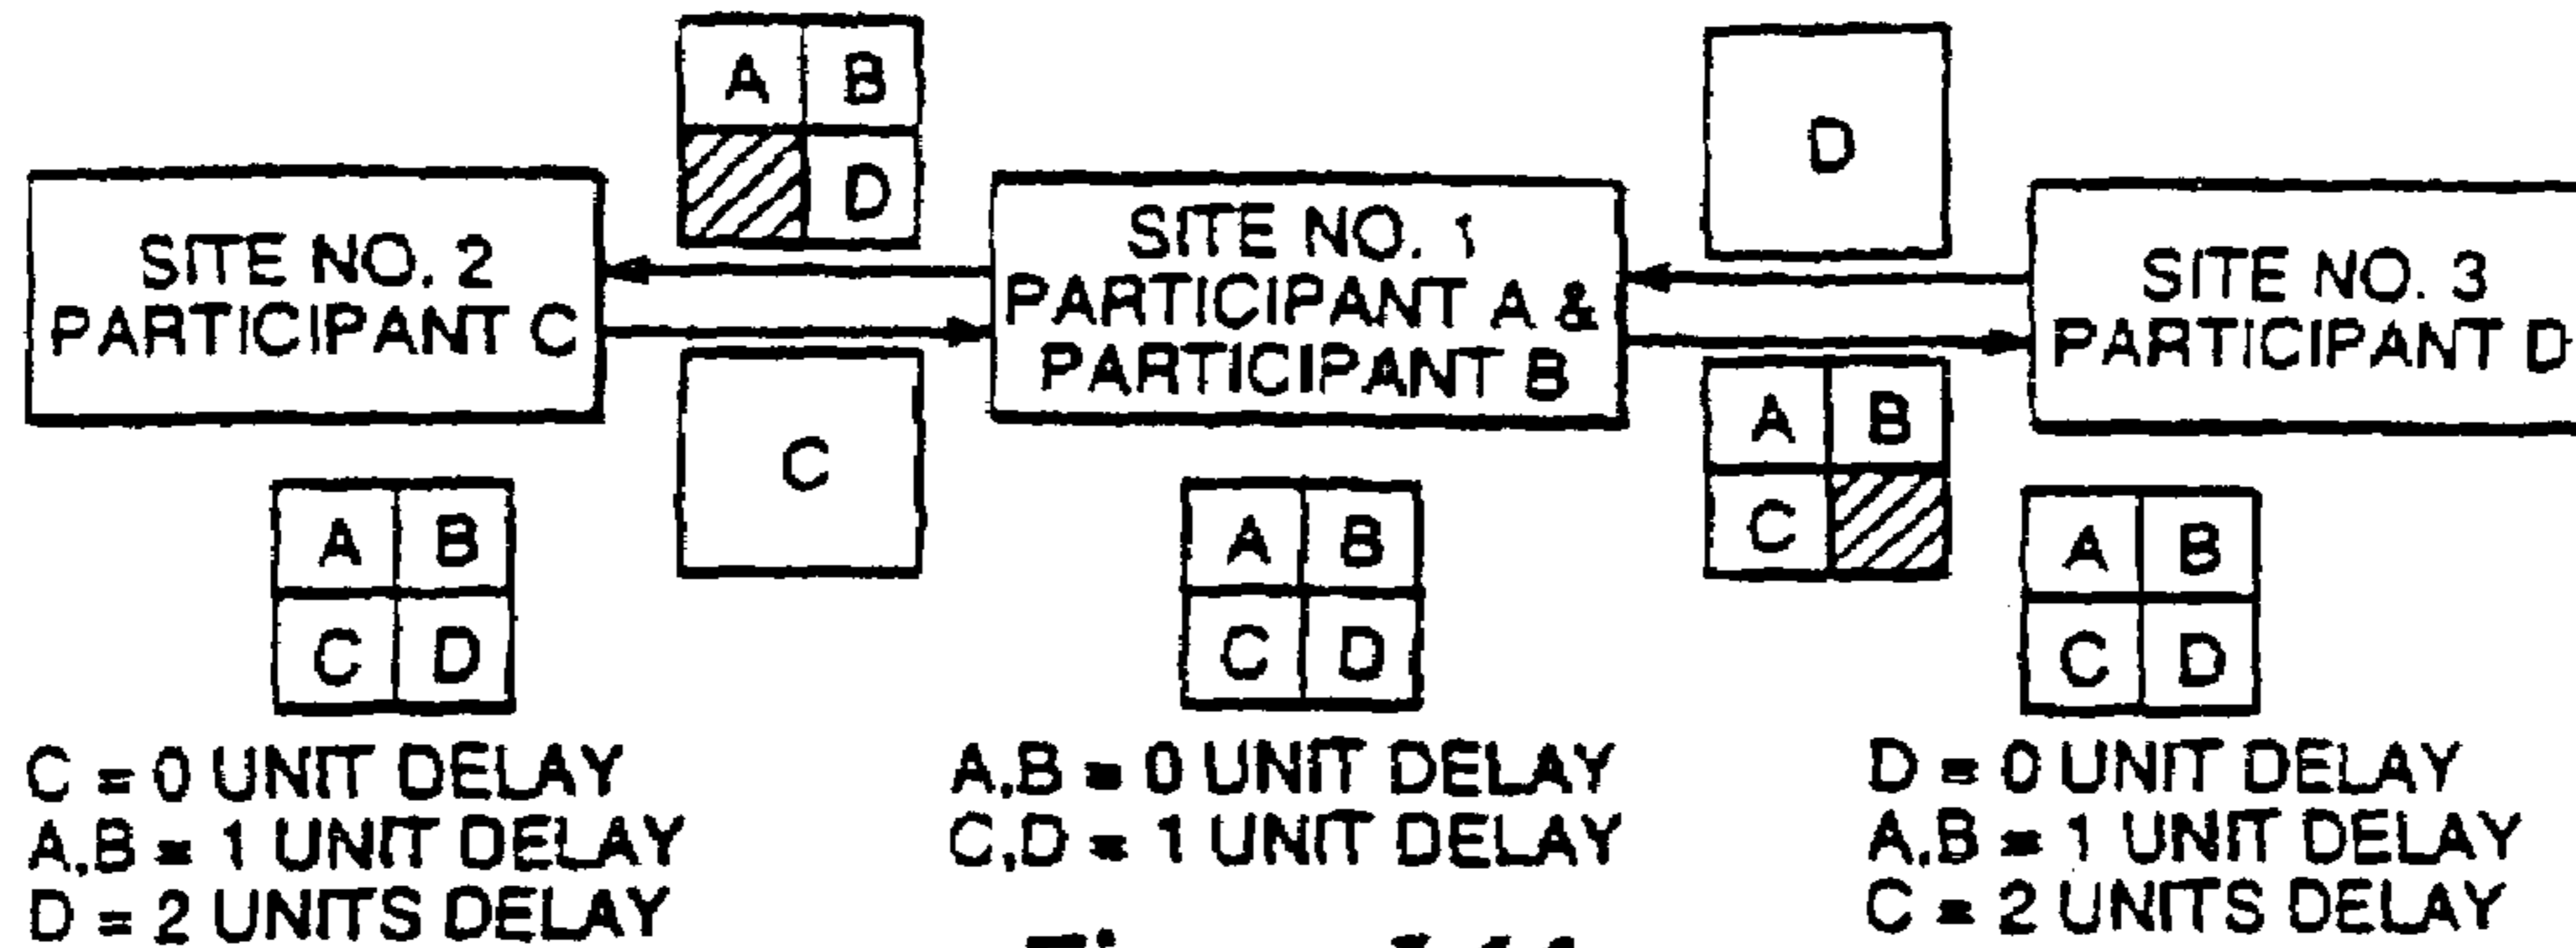 A B
D
D
SITE NO. 2
PARTICIPANT C
SITE NO. 1
PARTICIPANT A &
PARTICIPANT B
SITE NO. 3
PARTICIPANT D
C
A B
C
A B
C D
A B
C D
A B
C D
C = 0 UNIT DELAY
A,B = 1 UNIT DELAY
D = 2 UNITS DELAY
A,B = 0 UNIT DELAY
C,D = 1 UNIT DELAY
D = 0 UNIT DELAY
A,B = 1 UNIT DELAY
C = 2 UNITS DELAY